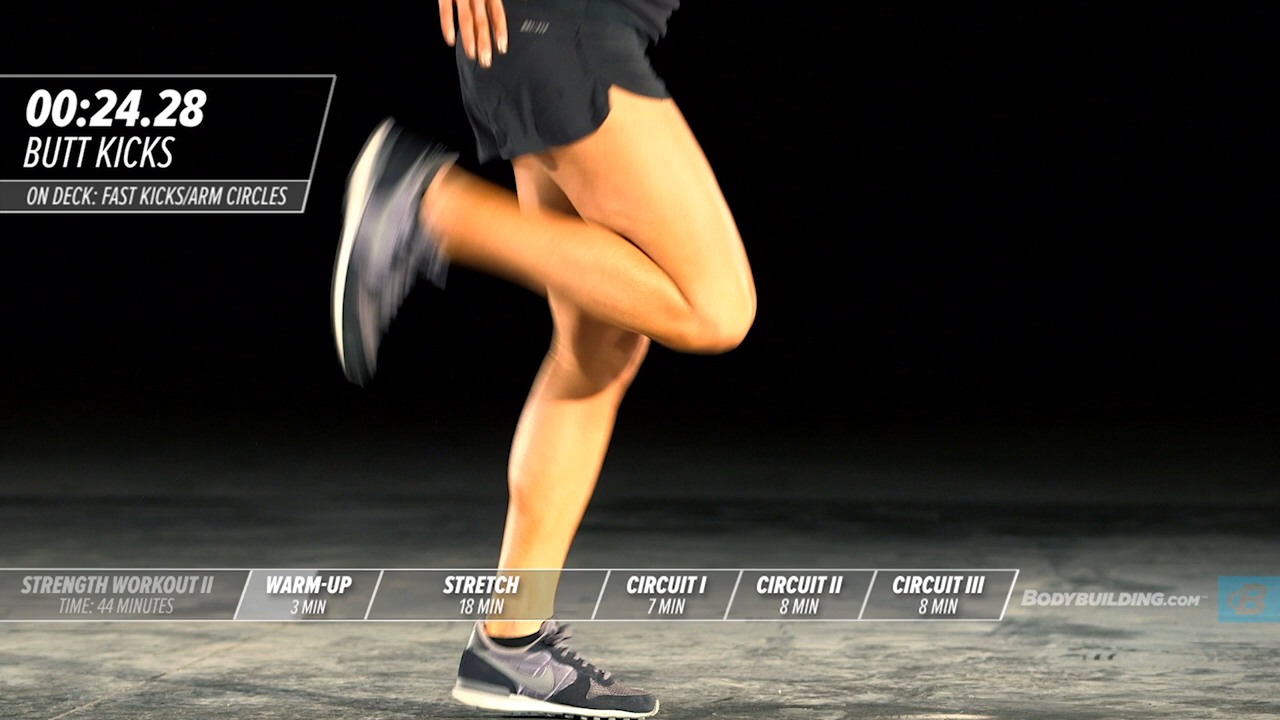 00:24.28
BUTT KICKS
ON DECK: FAST KICKS/ARM CIRCLES
STRENGTH WORKOUT II
TIME: 44 MINUTES
WARM-UP
3 MIN
STRETCH
18 MIN
CIRCUIT I
7 MIN
CIRCUIT II
8 MIN
CIRCUIT III
8 MIN
BODYBUILDING.COM
B